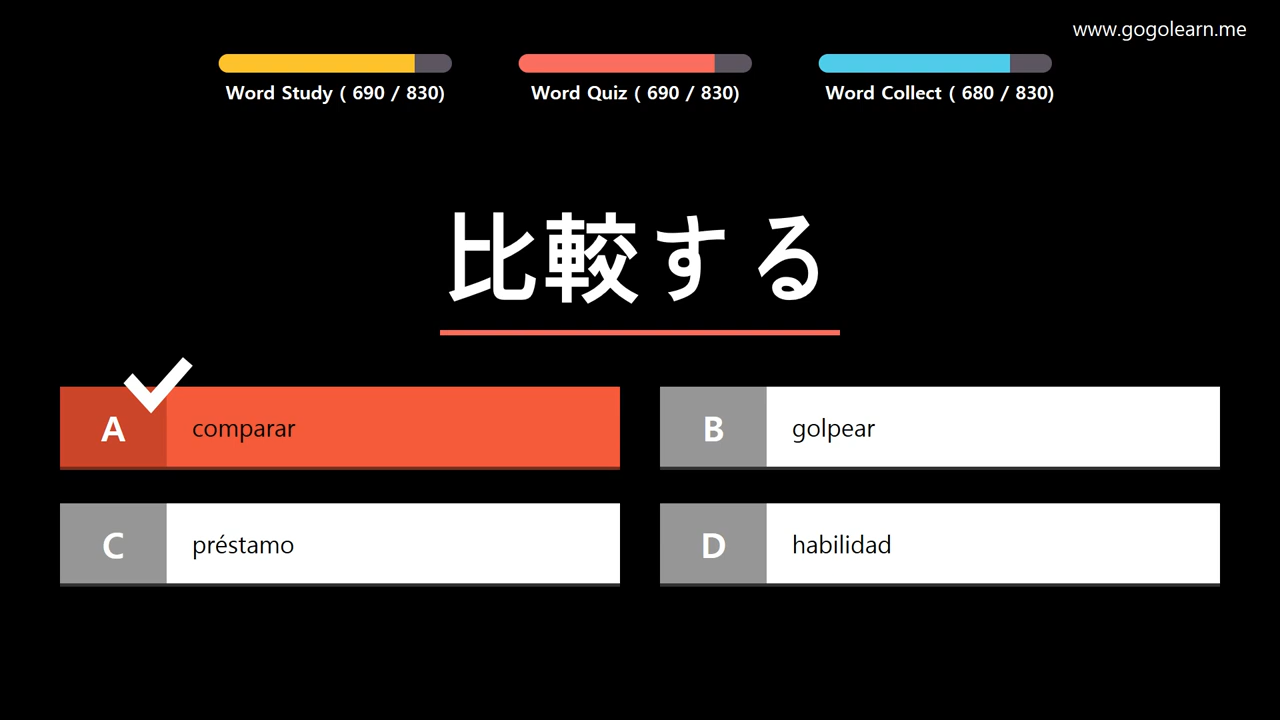 www.gogolearn.me
Word Study ( 690 / 830)
Word Quiz ( 690 / 830)
Word Collect ( 680 / 830)
比較する
A comparar
B golpear
C préstamo
D habilidad